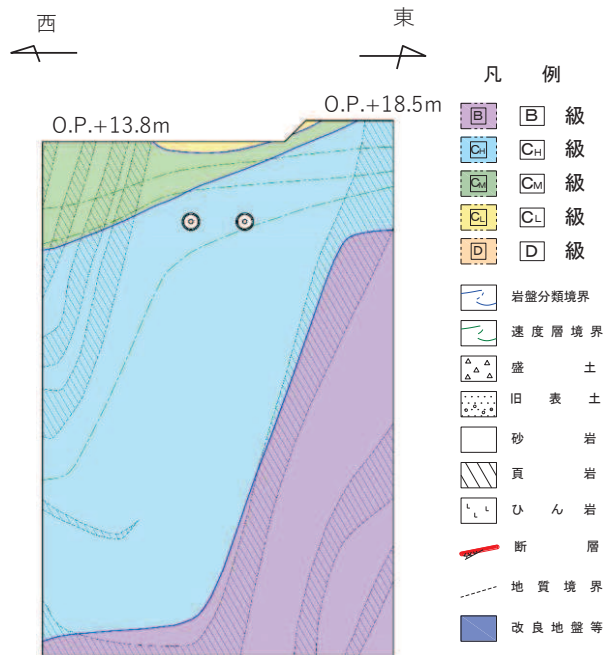 西
東
O.P.+13.8m
O.P.+18.5m
凡 例
B B 級
CH CH 級
CM CM 級
CL CL 級
D D 級
岩盤分類境界
速度層境界
盛土
旧表土
砂岩
頁岩
ひん岩
断層
地質境界
改良地盤等